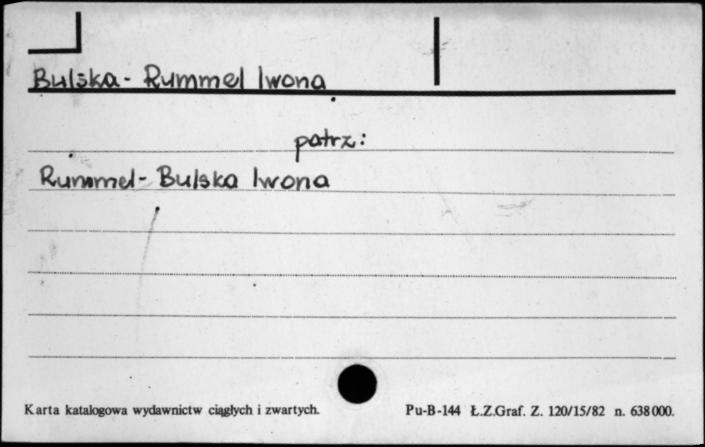 Bulska - Rummel Iwona
patrz:
Rummel - Bulska Iwona
Karta katalogowa wydawnictw ciągłych i zwartych.
Pu-B-144 Ł.Z.Graf. Z. 120/15/82 n. 638000.